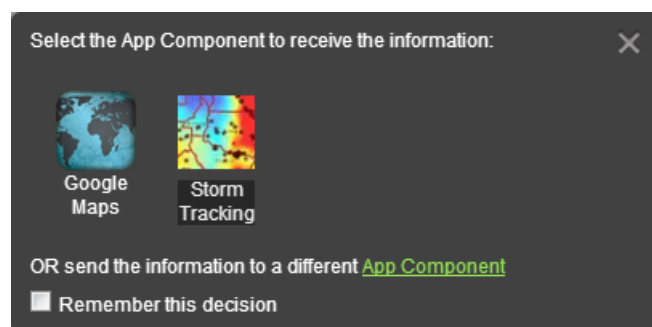 Select the App Component to receive the information:
Google
Maps
Storm
Tracking
OR send the information to a different App Component
Remember this decision